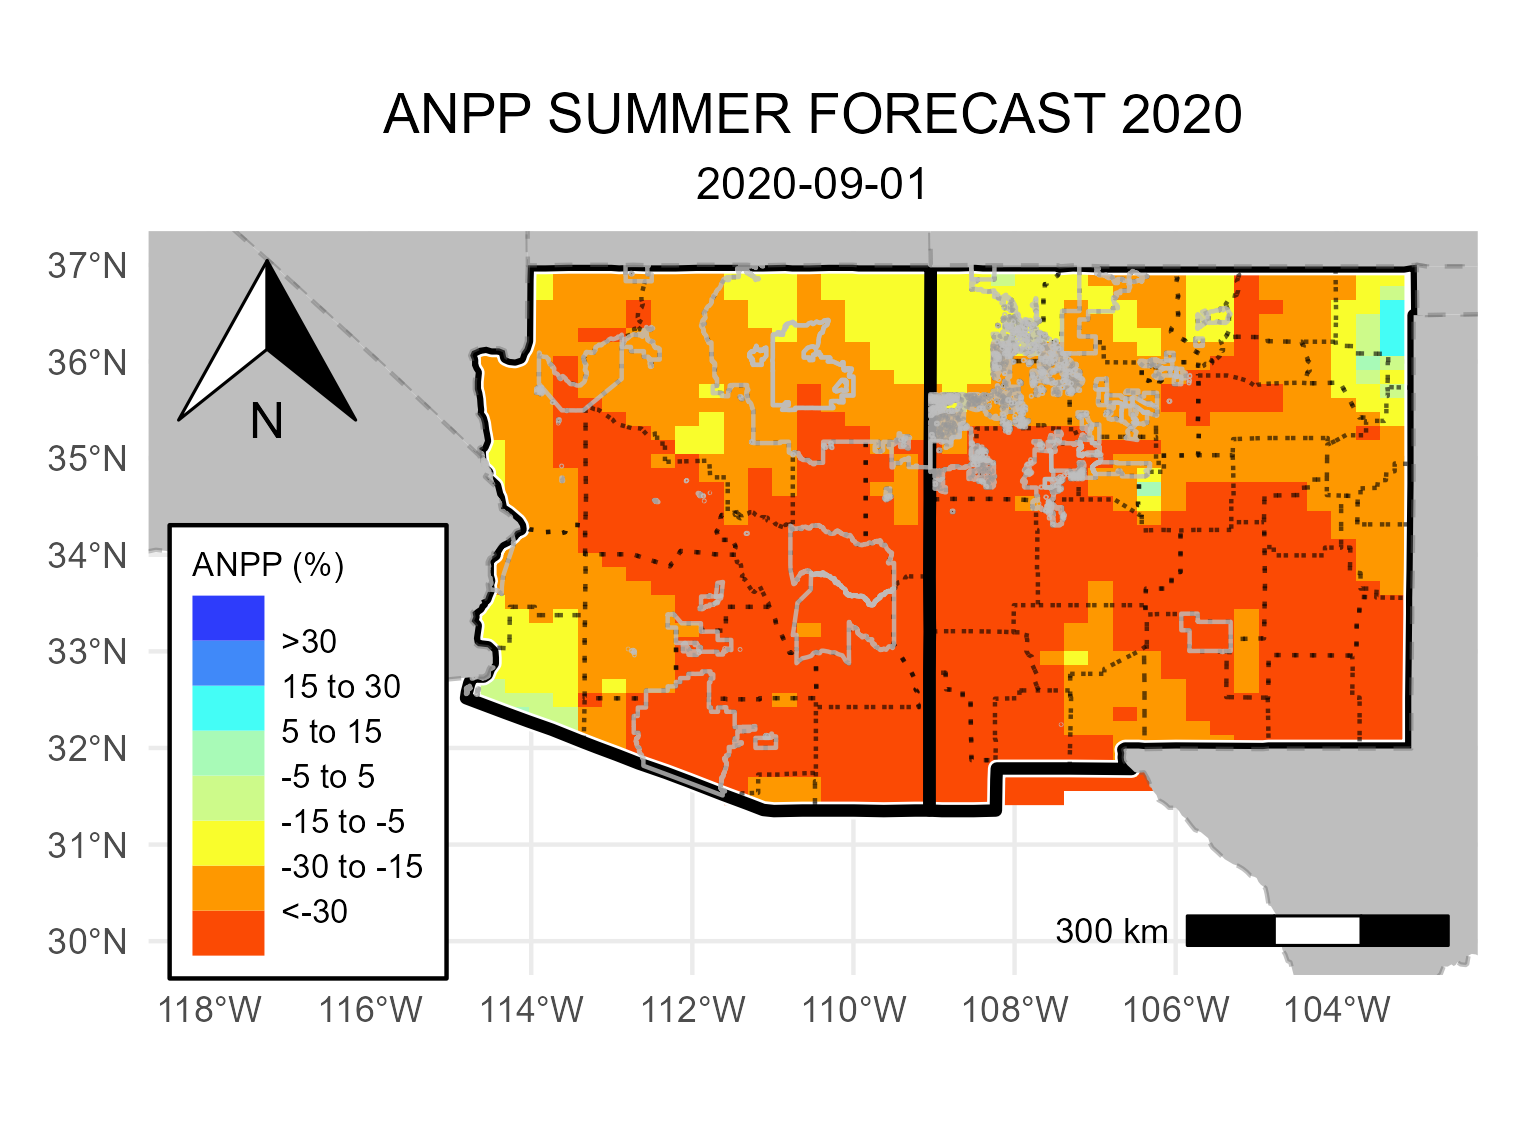 ANPP SUMMER FORECAST 2020
2020-09-01
37°N
36°N
35°N
34°N
33°N
32°N
31°N
30°N
N
ANPP (%)
>30
15 to 30
5 to 15
-5 to 5
-15 to -5
-30 to -15
<-30
300 km
118°W 116°W 114°W 112°W 110°W 108°W 106°W 104°W